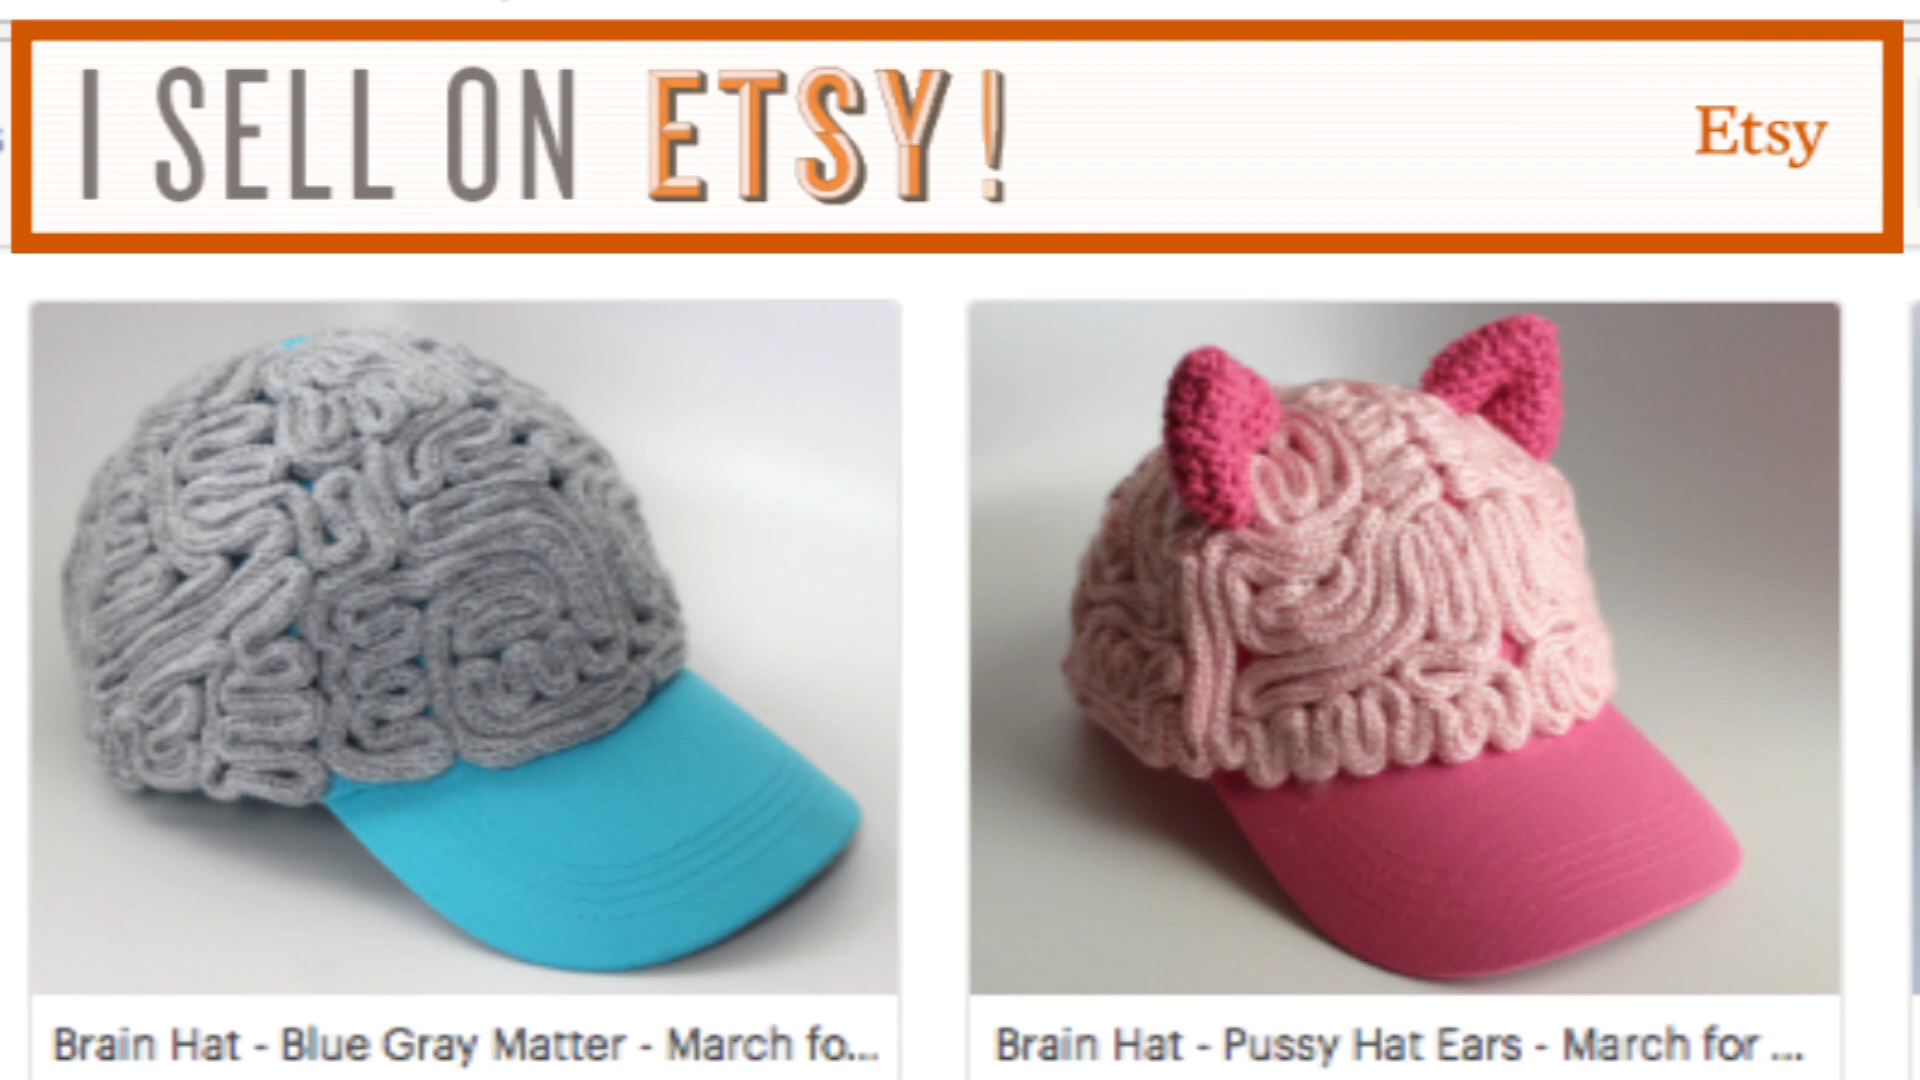 I SELL ON ETSY!
Etsy
Brain Hat - Blue Gray Matter - March fo...
Brain Hat - Pussy Hat Ears - March for ...